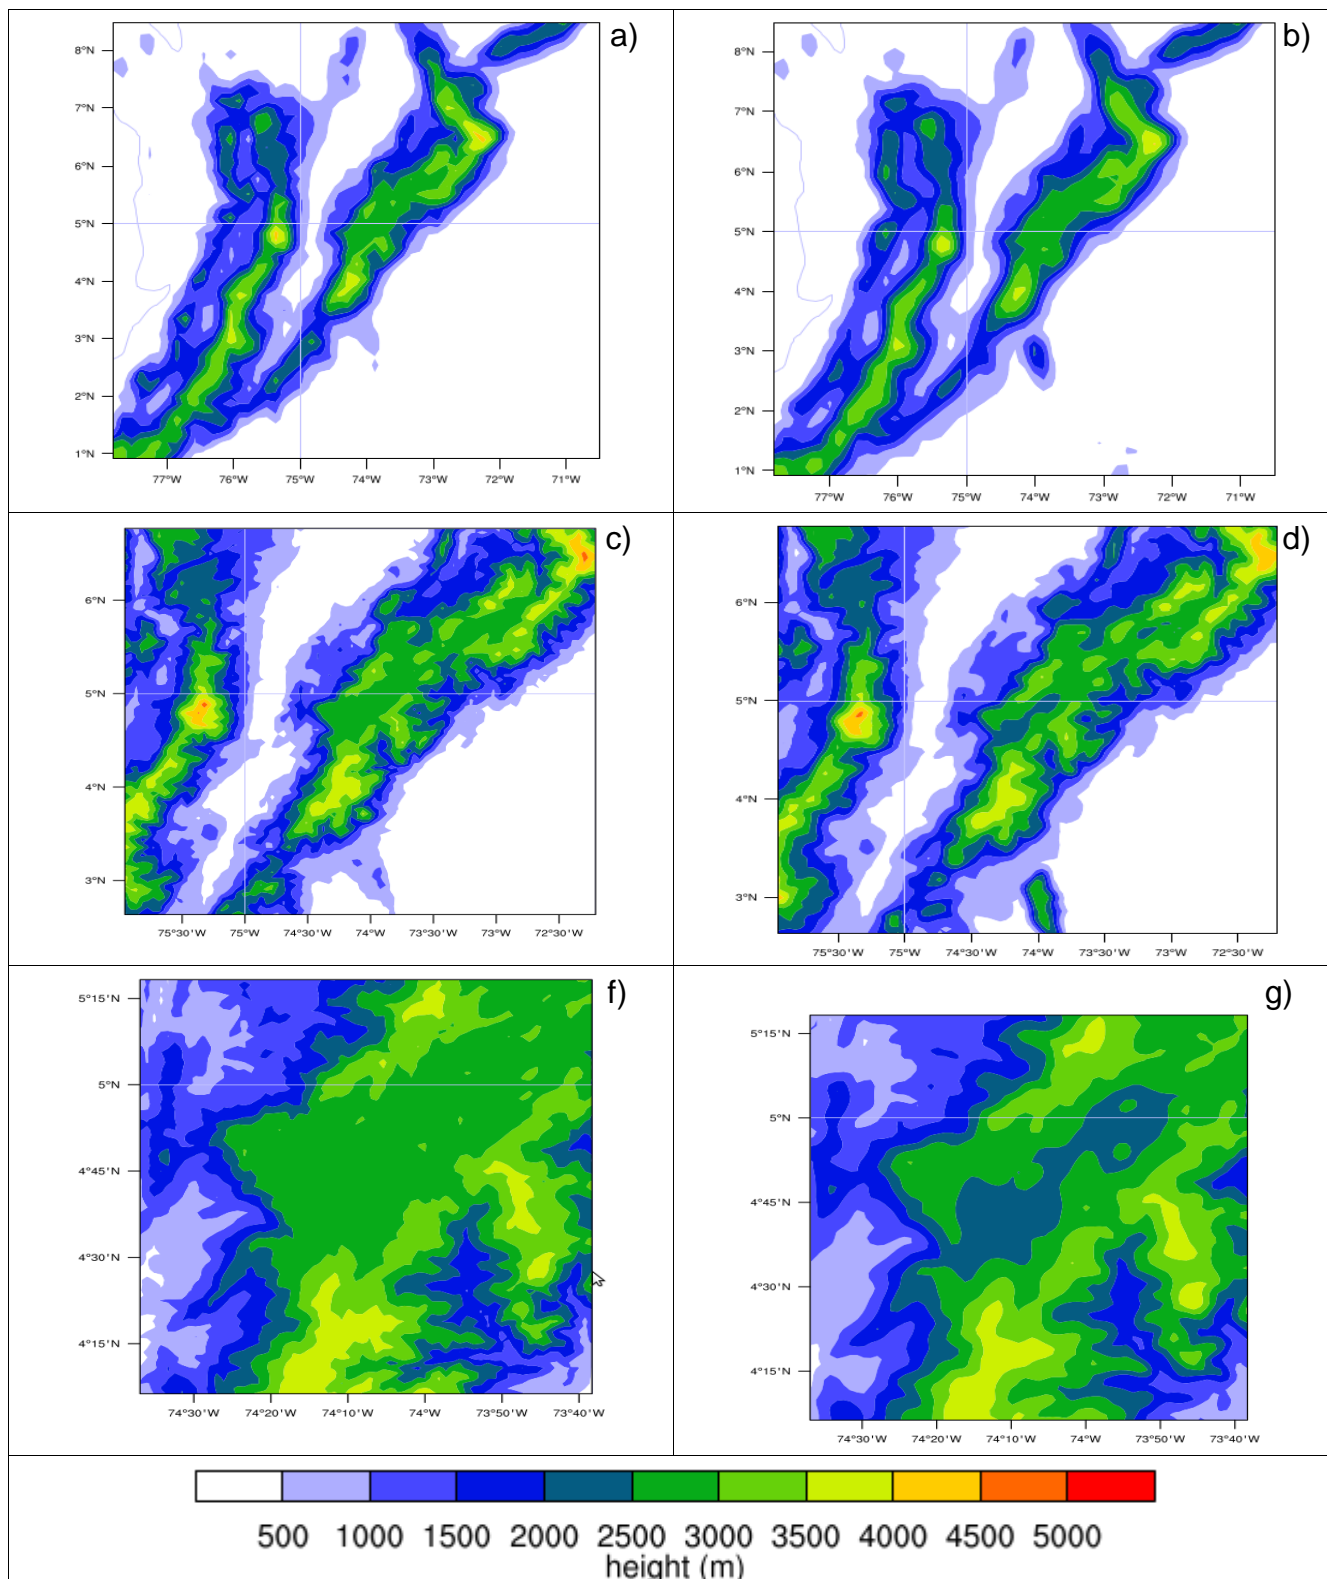 a)
8°N
7°N
6°N
5°N
4°N
3°N
2°N
1°N
77°W 76°W 75°W 74°W 73°W 72°W 71°W
b)
8°N
7°N
6°N
5°N
4°N
3°N
2°N
1°N
77°W 76°W 75°W 74°W 73°W 72°W 71°W
c)
6°N
5°N
4°N
3°N
75°30'W 75°W 74°30'W 74°W 73°30'W 73°W 72°30'W
d)
6°N
5°N
4°N
3°N
75°30'W 75°W 74°30'W 74°W 73°30'W 73°W 72°30'W
f)
5°15'N
5°N
4°45'N
4°30'N
4°15'N
74°30'W 74°20'W 74°10'W 74°W 73°50'W 73°40'W
g)
5°15'N
5°N
4°45'N
4°30'N
4°15'N
74°30'W 74°20'W 74°10'W 74°W 73°50'W 73°40'W
500 1000 1500 2000 2500 3000 3500 4000 4500 5000
height (m)